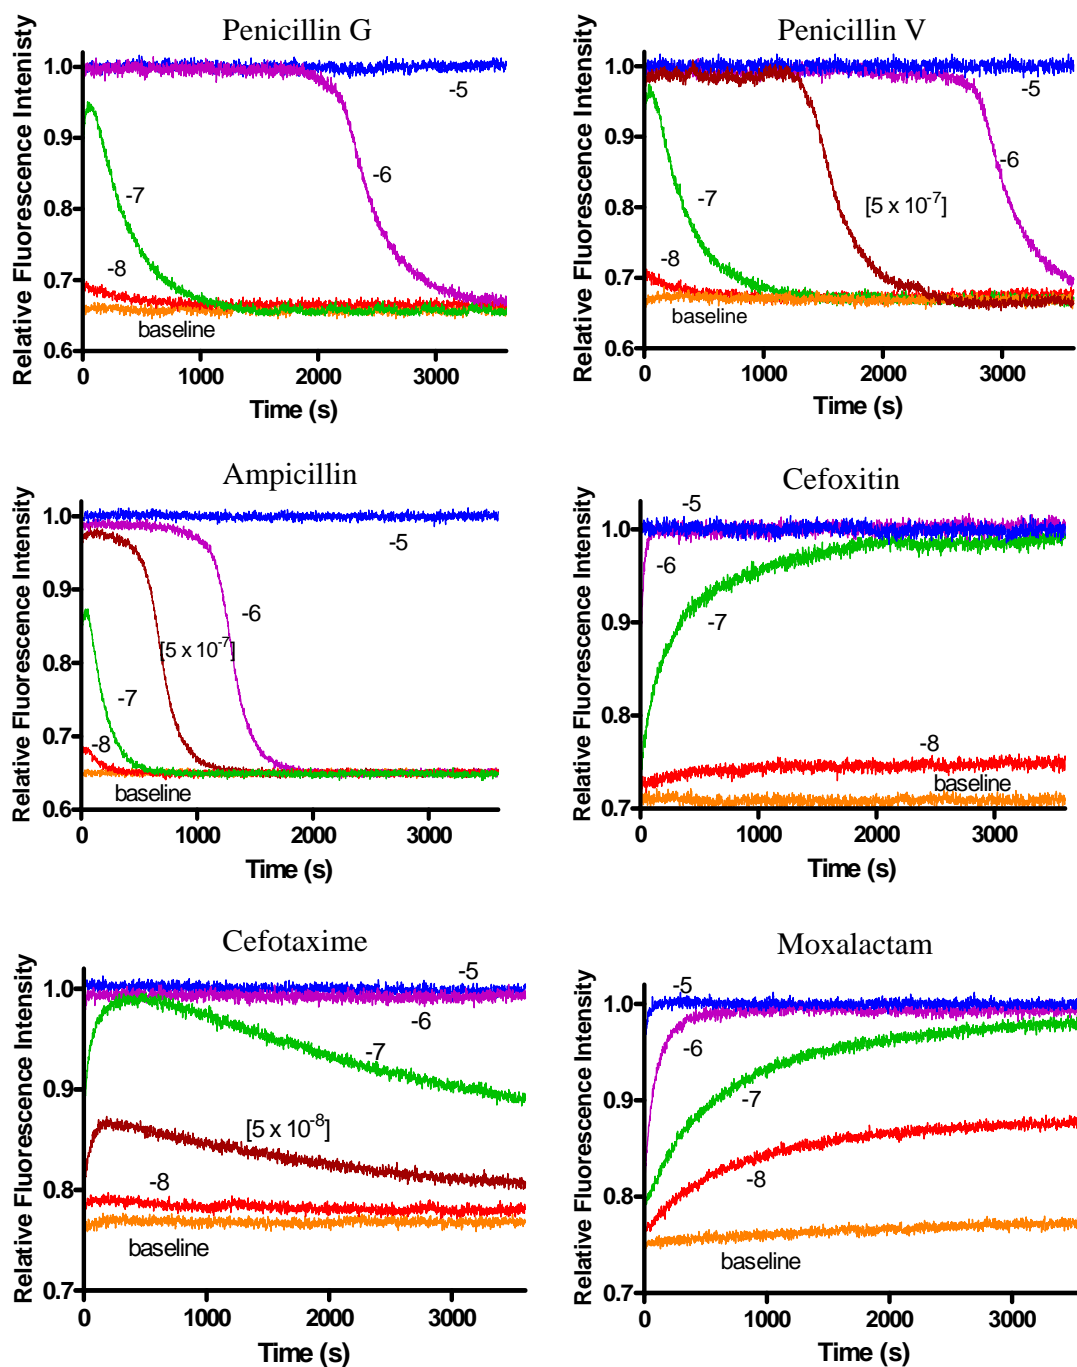 Penicillin G
Relative Fluorescence Intenisty
1.0
0.9
0.8
0.7
0.6
-5
-6
-7
-8
baseline
0 1000 2000 3000
Time (s)
Penicillin V
Relative Fluorescence Intensity
1.0
0.9
0.8
0.7
0.6
-5
-6
-7
[5 x 10⁻⁷]
-8
baseline
0 1000 2000 3000
Time (s)
Ampicillin
Relative Fluorescence Intensity
1.0
0.9
0.8
0.7
0.6
-5
-6
[5 x 10⁻⁷]
-7
-8
baseline
0 1000 2000 3000
Time (s)
Cefoxitin
Relative Fluorescence Intensity
1.0
0.9
0.8
0.7
-5
-6
-7
-8
baseline
0 1000 2000 3000
Time (s)
Cefotaxime
Relative Fluorescence Intensity
1.0
0.9
0.8
0.7
-5
-6
-7
[5 x 10⁻⁸]
-8
baseline
0 1000 2000 3000
Time (s)
Moxalactam
Relative Fluorescence Intensity
1.0
0.9
0.8
0.7
-5
-6
-7
-8
baseline
0 1000 2000 3000
Time (s)